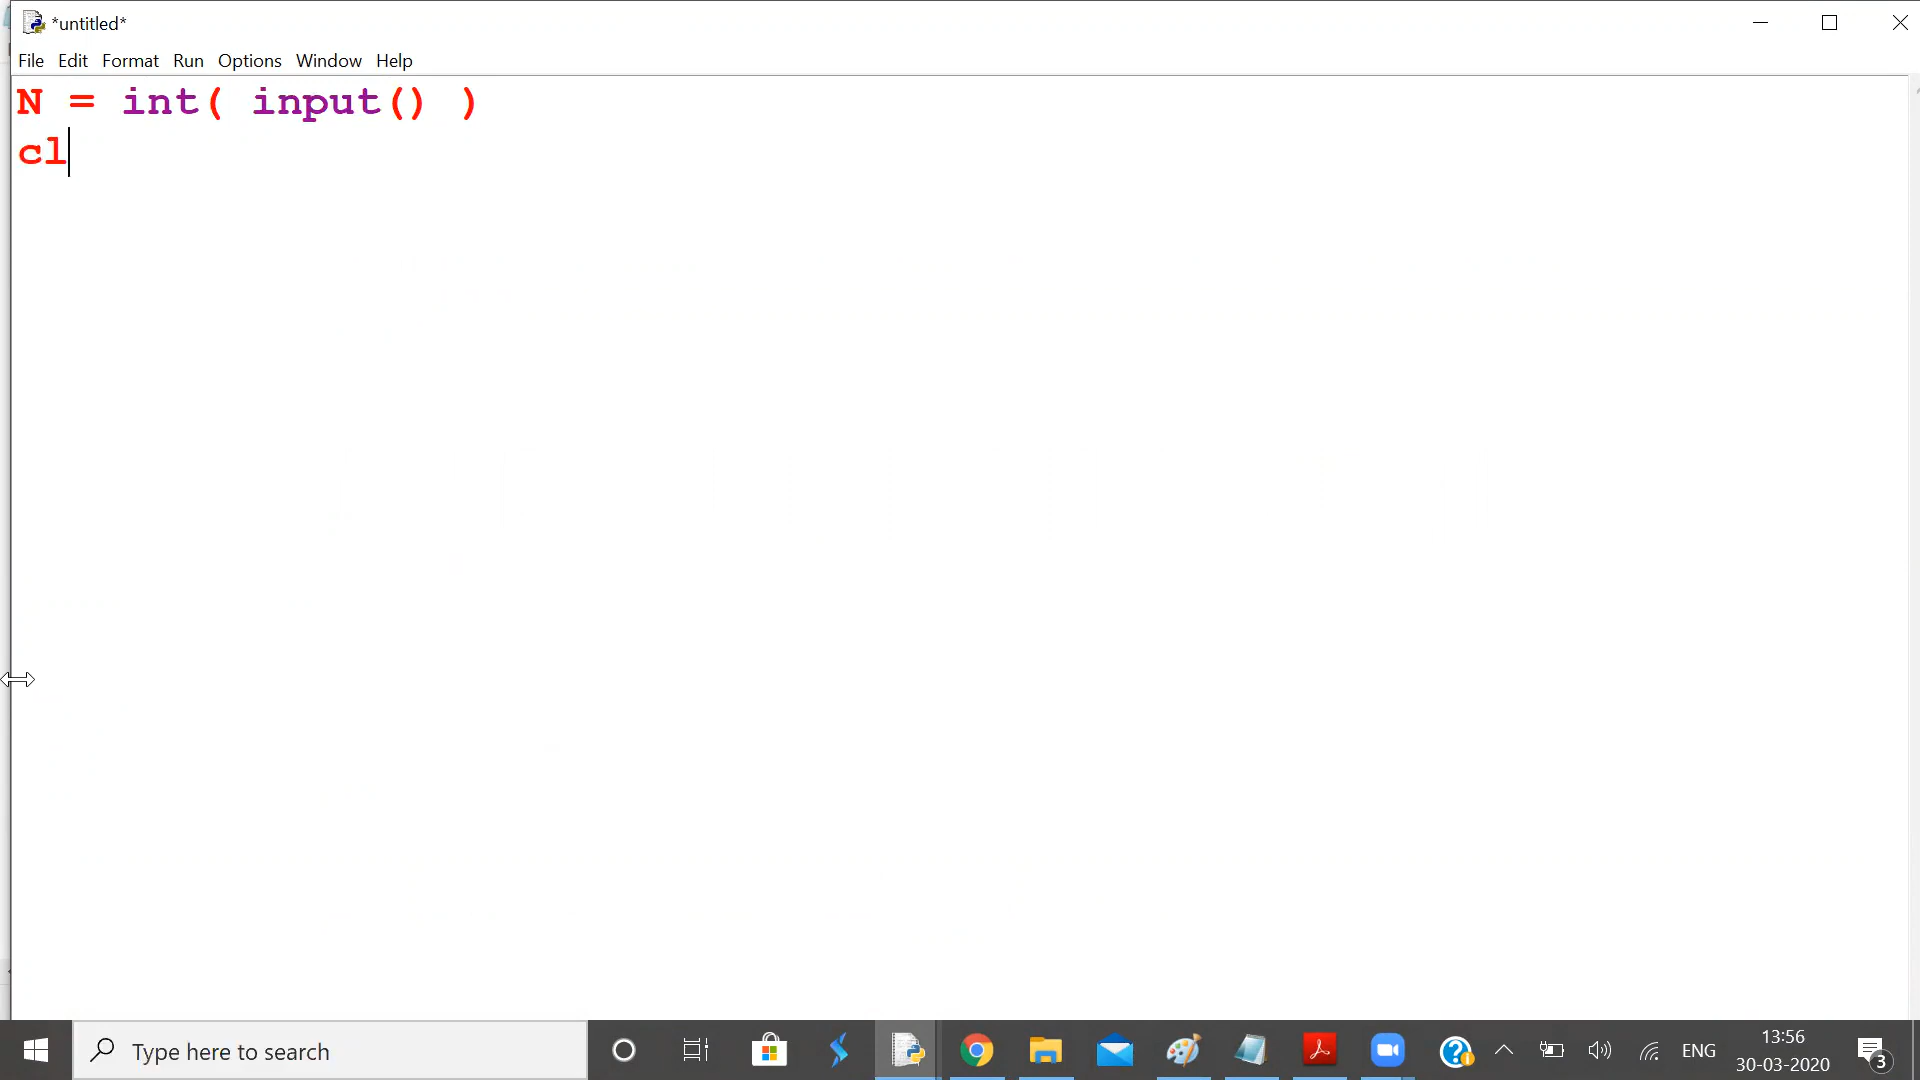 *untitled*
File Edit Format Run Options Window Help
N = int( input() )
cl
Type here to search
ENG
13:56
30-03-2020
3